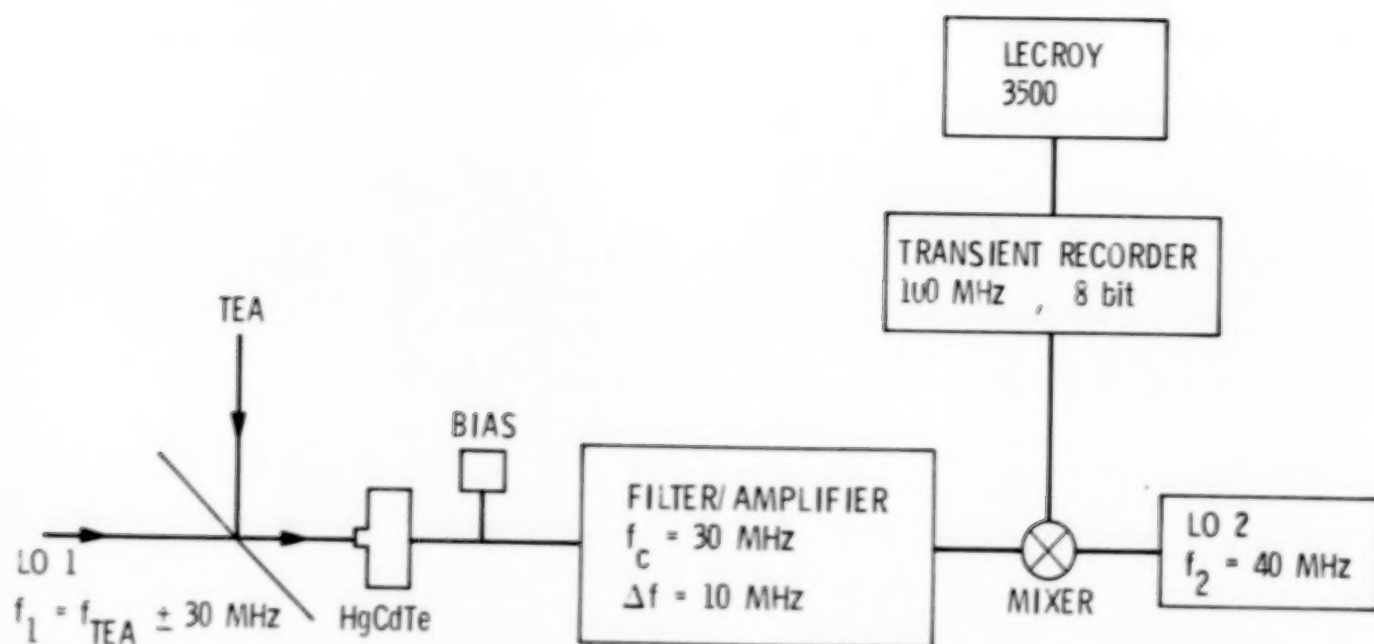 LECROY
3500
TRANSIENT RECORDER
100 MHz , 8 bit
TEA
BIAS
FILTER/AMPLIFIER
f_c = 30 MHz
Δf = 10 MHz
LO 2
f_2 = 40 MHz
MIXER
LO 1
f_1 = f_TEA ± 30 MHz
HgCdTe